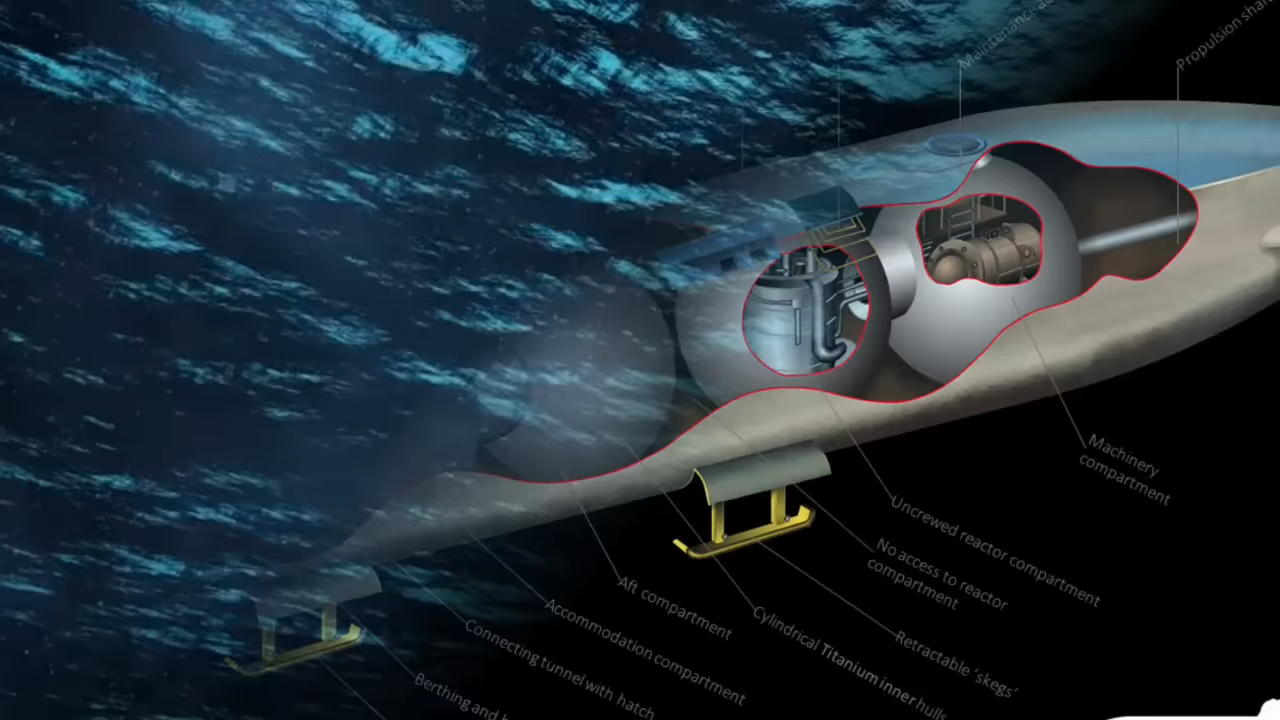 Maintenance
Propulsion
Machinery
compartment
Uncrewed reactor compartment
No access to reactor
compartment
Retractable ‘skegs’
Cylindrical Titanium inner hulls
Aft compartment
Accommodation compartment
Connecting tunnel with hatch
Berthing and